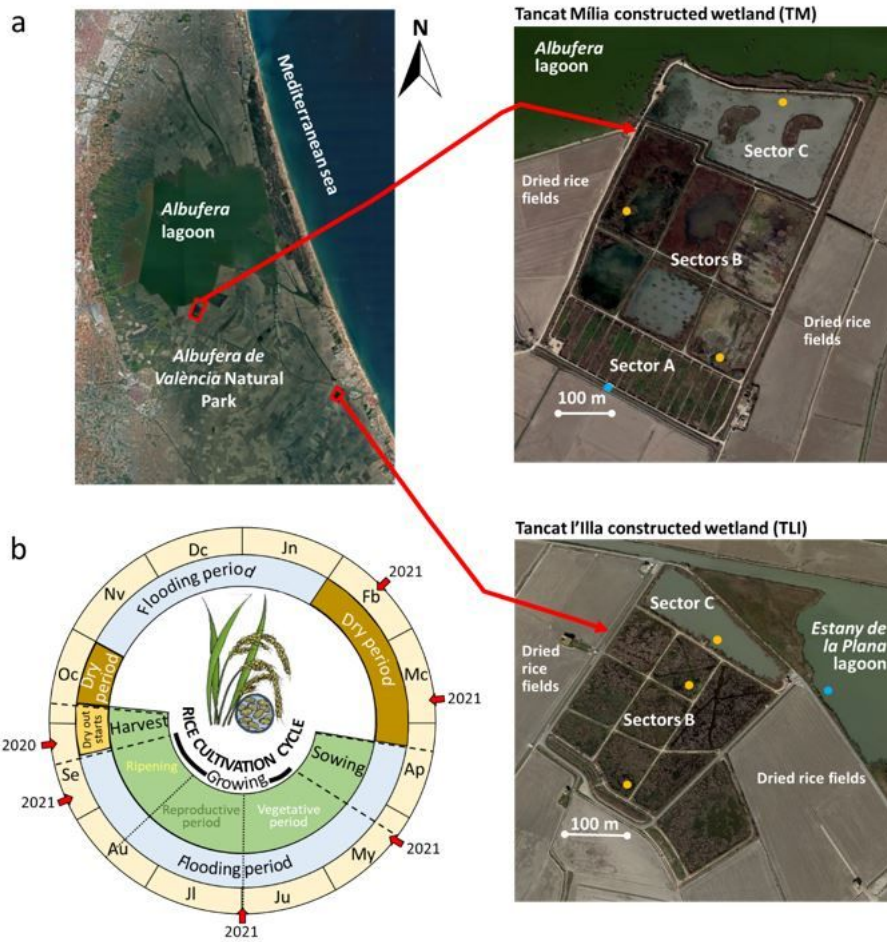 a
N
Mediterranean sea
Albufera
lagoon
Albufera de
València Natural
Park
Tancat Mília constructed wetland (TM)
Albufera
lagoon
Sector C
Dried rice
fields
Sectors B
Dried rice
fields
Sector A
100 m
b
Dc
Jn
Nv
Flooding period
2021
Fb
Dry period
Oc
Dry period
Mc
2021
RICE CULTIVATION CYCLE
Dry out
starts
Harvest
Growing
Sowing
2020
Se
Ripening
Ap
2021
Reproductive
period
Vegetative
period
Au
Flooding period
My
2021
Jl
Ju
2021
Tancat l'Illa constructed wetland (TLI)
Sector C
Estany de
la Plana
lagoon
Dried
rice
fields
Sectors B
Dried rice fields
100 m